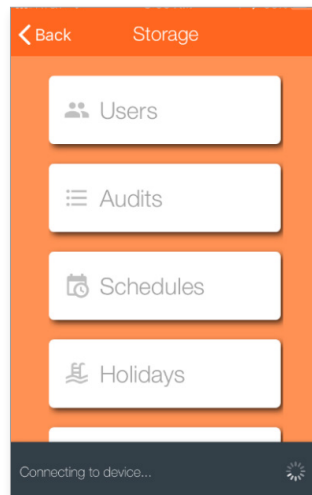 Back
Storage
Users
Audits
Schedules
Holidays
Connecting to device...